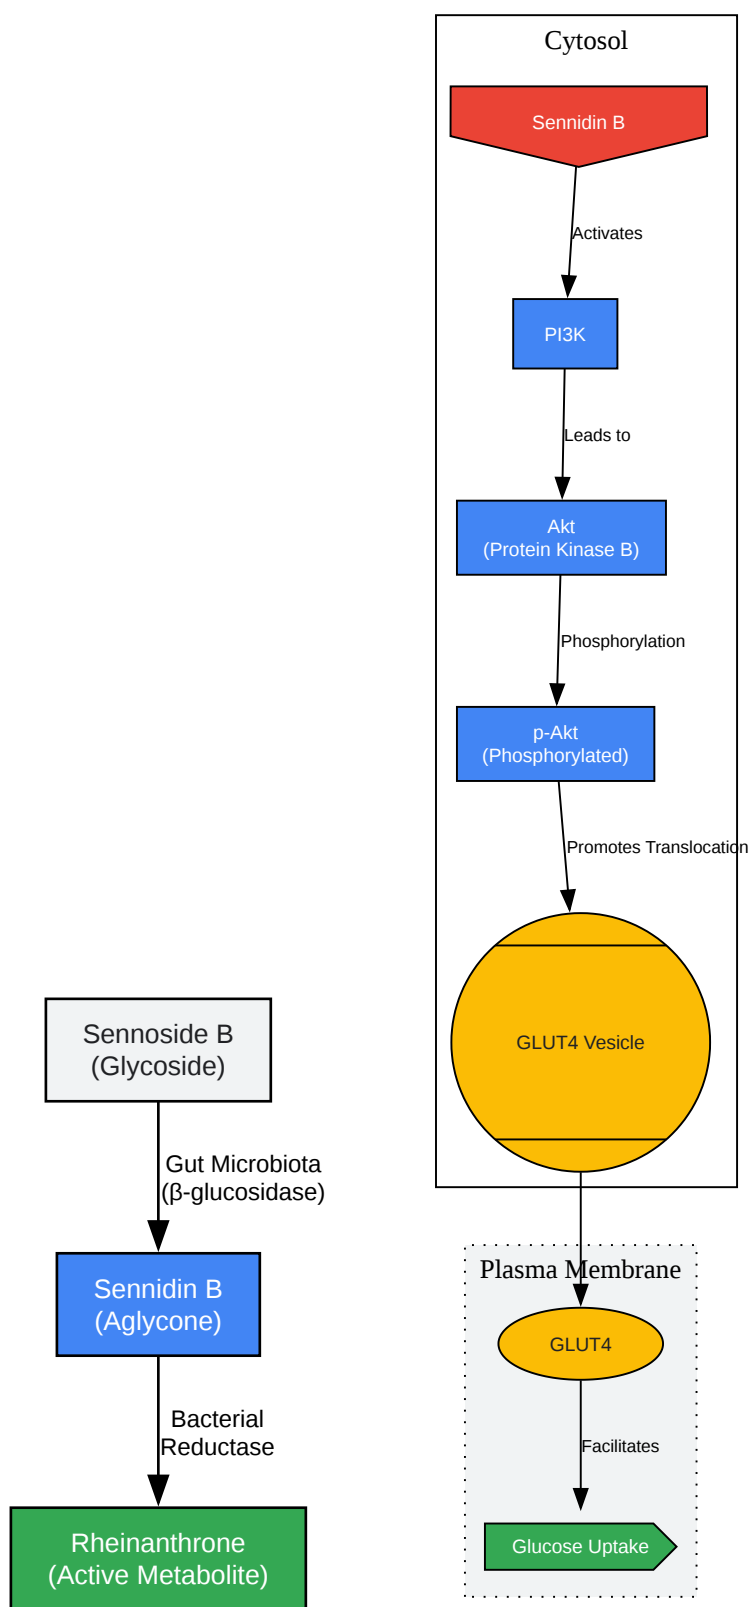 Cytosol
Sennidin B
Activates
PI3K
Leads to
Akt
(Protein Kinase B)
Phosphorylation
p-Akt
(Phosphorylated)
Promotes Translocation
GLUT4 Vesicle
Plasma Membrane
GLUT4
Facilitates
Glucose Uptake
Sennoside B
(Glycoside)
Gut Microbiota
(β-glucosidase)
Sennidin B
(Aglycone)
Bacterial
Reductase
Rheinanthrone
(Active Metabolite)